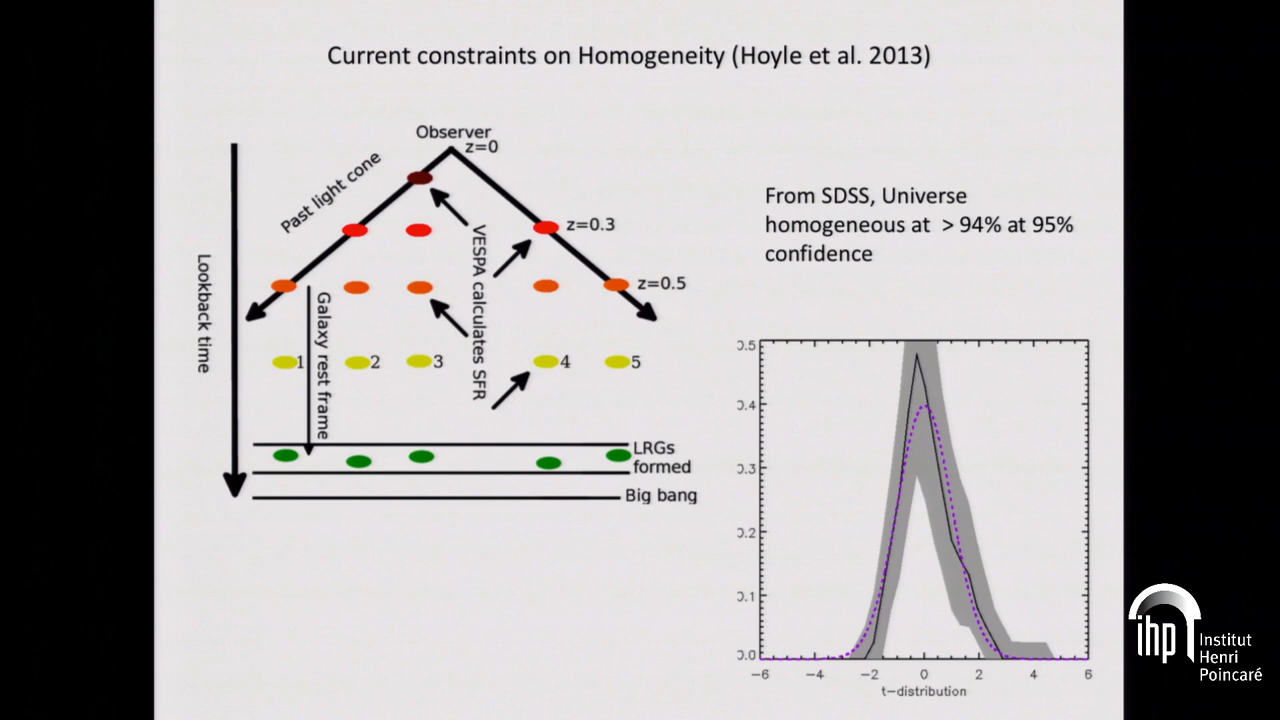 Current constraints on Homogeneity (Hoyle et al. 2013)
Observer
z=0
Past light cone
z=0.3
z=0.5
Lookback time
Galaxy rest frame
VESPA calculates SFR
1
2
3
4
5
LRGs
formed
Big bang
From SDSS, Universe
homogeneous at > 94% at 95%
confidence
0.5
0.4
0.3
0.2
0.1
0.0
−6
−4
−2
0
2
4
6
t−distribution
ihp
Institut
Henri
Poincaré